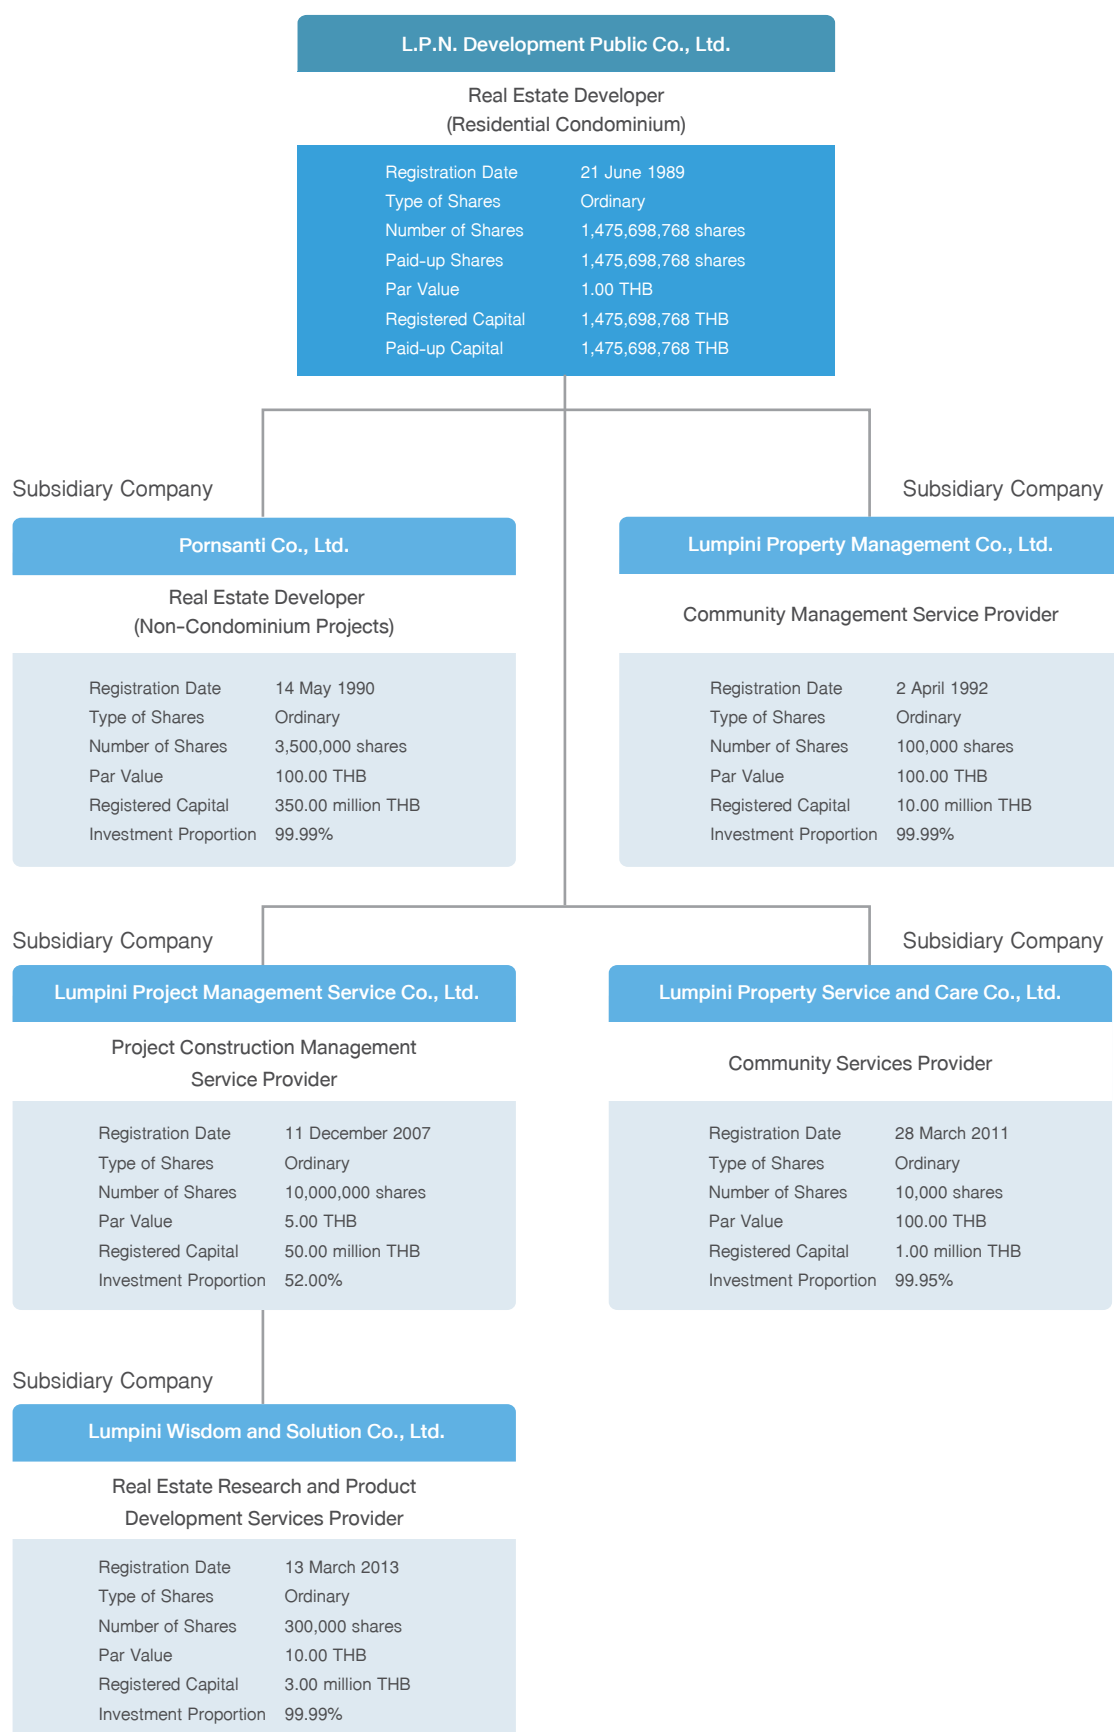 L.P.N. Development Public Co., Ltd.
Real Estate Developer
(Residential Condominium)
Registration Date 21 June 1989
Type of Shares Ordinary
Number of Shares 1,475,698,768 shares
Paid-up Shares 1,475,698,768 shares
Par Value 1.00 THB
Registered Capital 1,475,698,768 THB
Paid-up Capital 1,475,698,768 THB
Subsidiary Company
Pornsanti Co., Ltd.
Real Estate Developer
(Non-Condominium Projects)
Registration Date 14 May 1990
Type of Shares Ordinary
Number of Shares 3,500,000 shares
Par Value 100.00 THB
Registered Capital 350.00 million THB
Investment Proportion 99.99%
Subsidiary Company
Lumpini Property Management Co., Ltd.
Community Management Service Provider
Registration Date 2 April 1992
Type of Shares Ordinary
Number of Shares 100,000 shares
Par Value 100.00 THB
Registered Capital 10.00 million THB
Investment Proportion 99.99%
Subsidiary Company
Lumpini Project Management Service Co., Ltd.
Project Construction Management
Service Provider
Registration Date 11 December 2007
Type of Shares Ordinary
Number of Shares 10,000,000 shares
Par Value 5.00 THB
Registered Capital 50.00 million THB
Investment Proportion 52.00%
Subsidiary Company
Lumpini Property Service and Care Co., Ltd.
Community Services Provider
Registration Date 28 March 2011
Type of Shares Ordinary
Number of Shares 10,000 shares
Par Value 100.00 THB
Registered Capital 1.00 million THB
Investment Proportion 99.95%
Subsidiary Company
Lumpini Wisdom and Solution Co., Ltd.
Real Estate Research and Product
Development Services Provider
Registration Date 13 March 2013
Type of Shares Ordinary
Number of Shares 300,000 shares
Par Value 10.00 THB
Registered Capital 3.00 million THB
Investment Proportion 99.99%